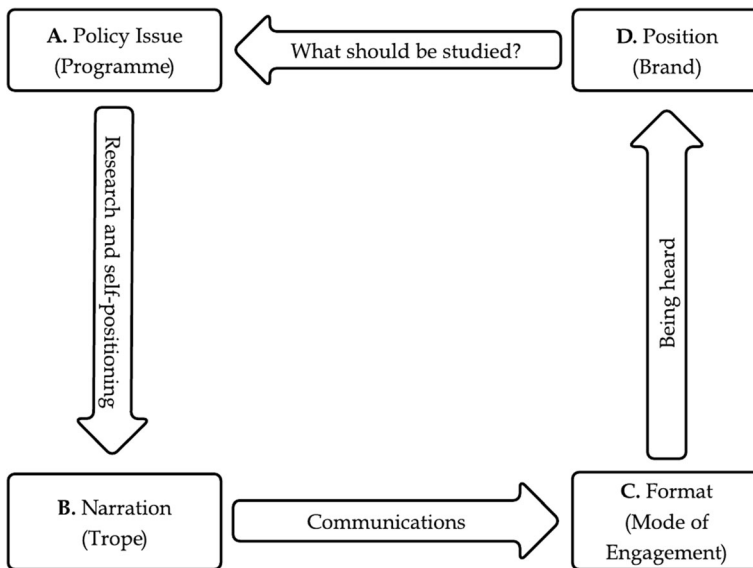 A. Policy Issue
(Programme)
What should be studied?
D. Position
(Brand)
Research and self-positioning
Being heard
B. Narration
(Trope)
Communications
C. Format
(Mode of
Engagement)